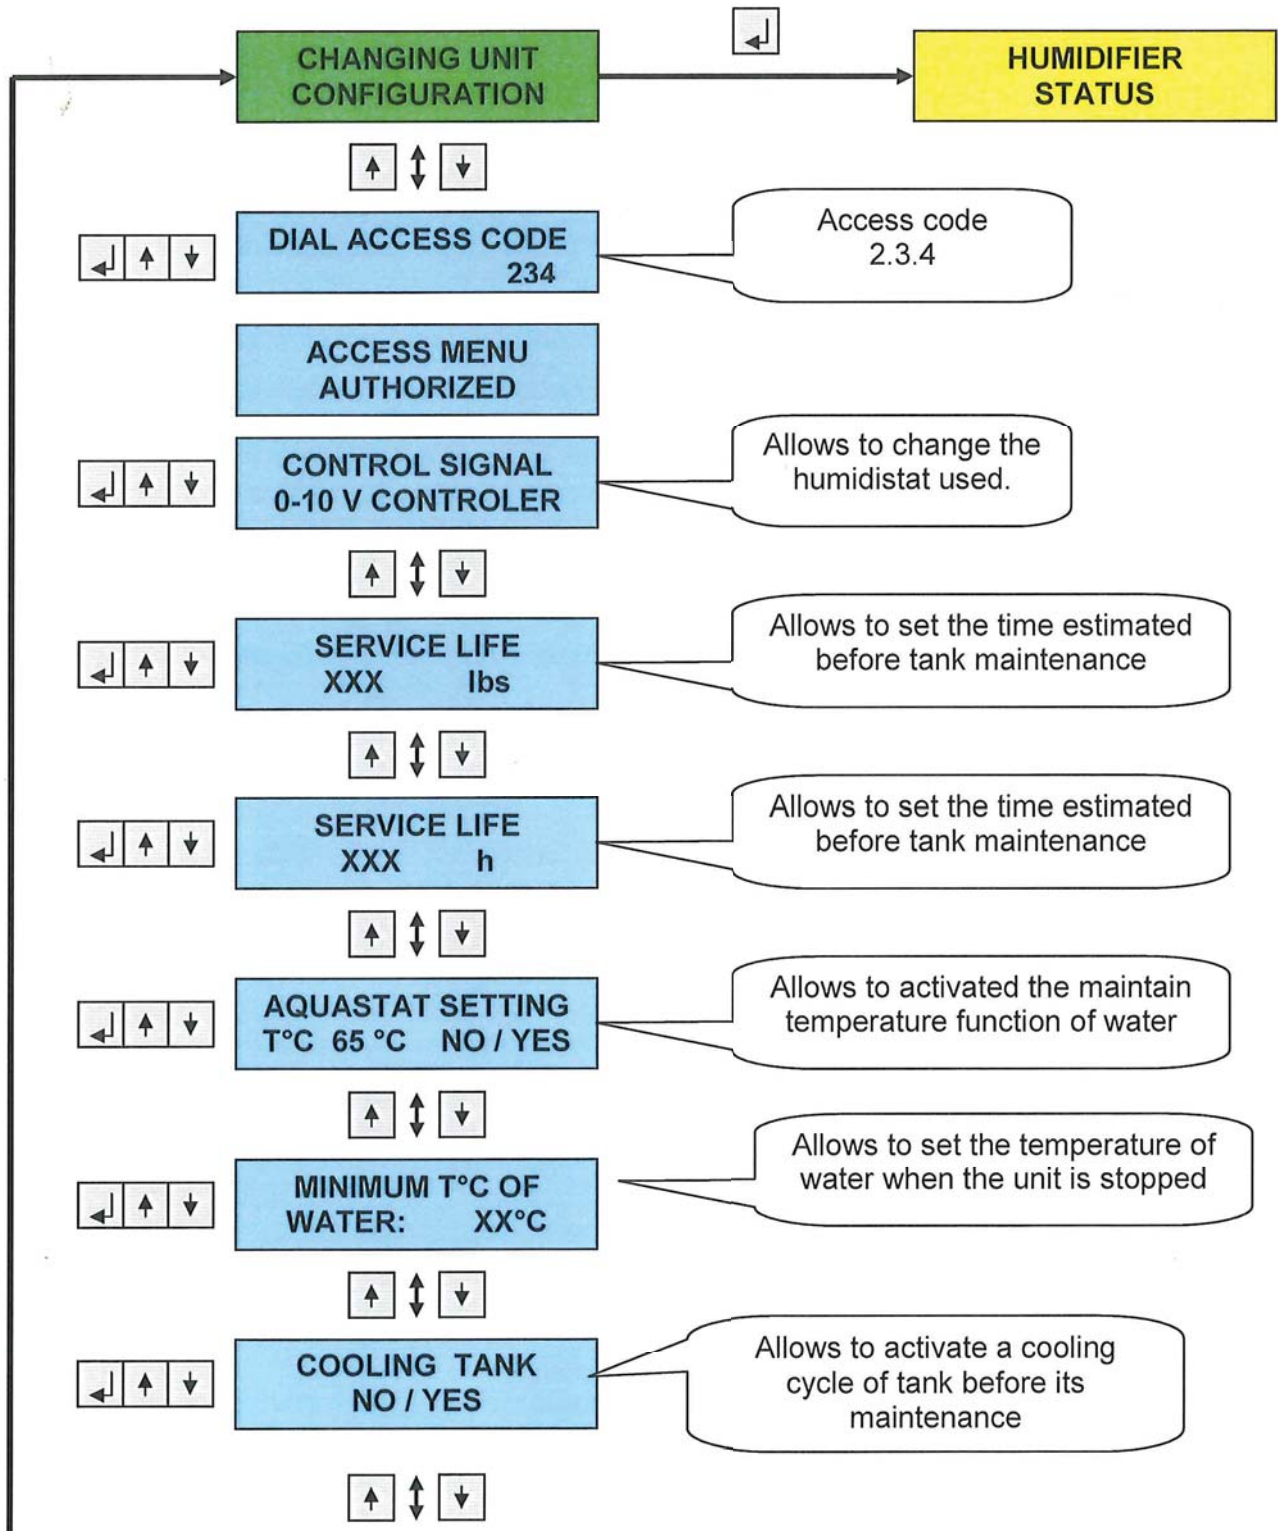 CHANGING UNIT
CONFIGURATION
HUMIDIFIER
STATUS
DIAL ACCESS CODE
234
Access code
2.3.4
ACCESS MENU
AUTHORIZED
CONTROL SIGNAL
0-10 V CONTROLER
Allows to change the
humidistat used.
SERVICE LIFE
XXX lbs
Allows to set the time estimated
before tank maintenance
SERVICE LIFE
XXX h
Allows to set the time estimated
before tank maintenance
AQUASTAT SETTING
T°C 65 °C NO / YES
Allows to activated the maintain
temperature function of water
MINIMUM T°C OF
WATER: XX°C
Allows to set the temperature of
water when the unit is stopped
COOLING TANK
NO / YES
Allows to activate a cooling
cycle of tank before its
maintenance